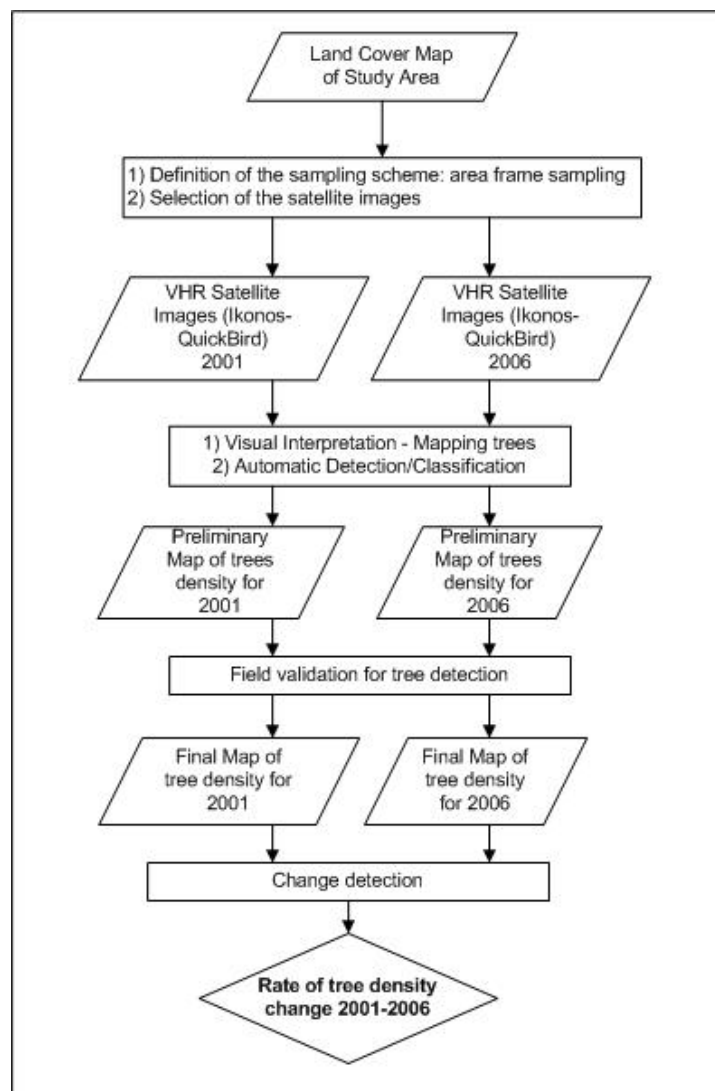 Land Cover Map
of Study Area
1) Definition of the sampling scheme: area frame sampling
2) Selection of the satellite images
VHR Satellite
Images (Ikonos-
QuickBird)
2001
VHR Satellite
Images (Ikonos-
QuickBird)
2006
1) Visual Interpretation - Mapping trees
2) Automatic Detection/Classification
Preliminary
Map of trees
density for
2001
Preliminary
Map of trees
density for
2006
Field validation for tree detection
Final Map of
tree density for
2001
Final Map of
tree density
for 2006
Change detection
Rate of tree density
change 2001-2006